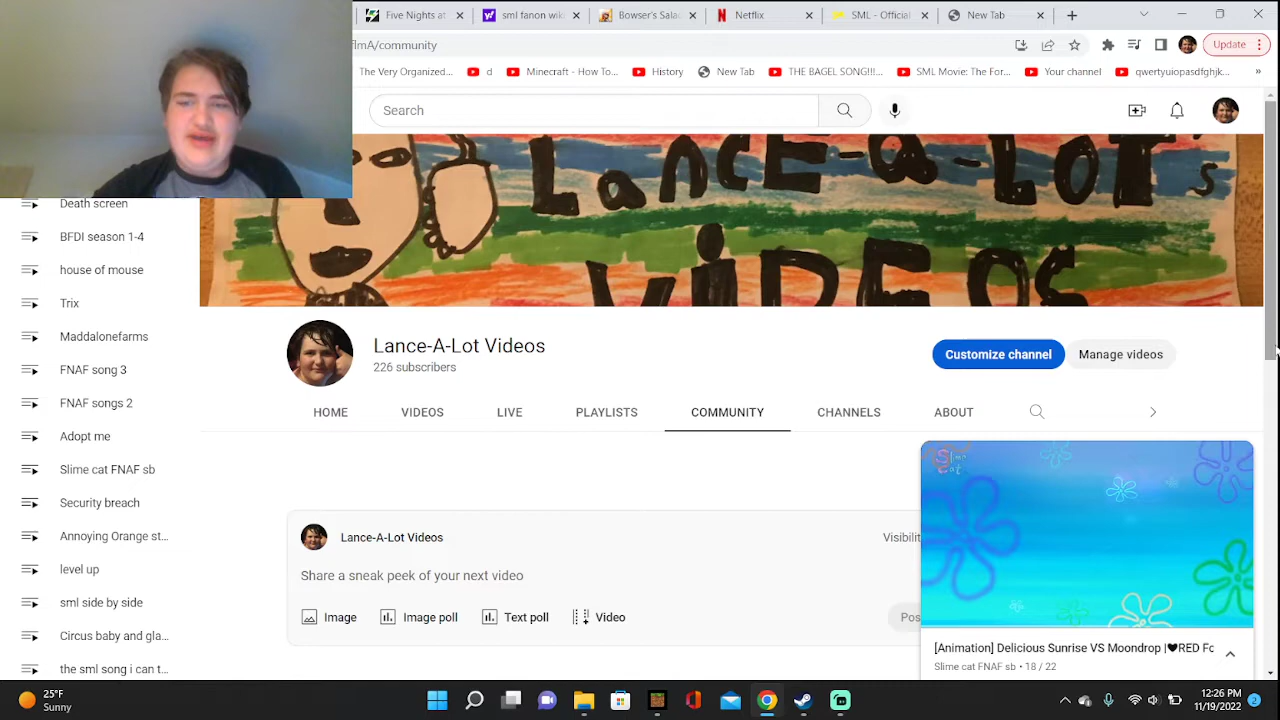 Five Nights at
sml fanon wiki
Bowser's Sala
Netflix
SML - Official
New Tab
flmA/community
Update
The Very Organized...
d
Minecraft - How To...
History
New Tab
THE BAGEL SONG!!!...
SML Movie: The For...
Your channel
qwertyuiopasdfghjk...
Search
LaNCE-a-LOT's
ViDEOS
Death screen
BFDI season 1-4
house of mouse
Trix
Maddalonefarms
FNAF song 3
FNAF songs 2
Adopt me
Slime cat FNAF sb
Security breach
Annoying Orange st...
level up
sml side by side
Circus baby and gla...
the sml song i can t...
Lance-A-Lot Videos
226 subscribers
Customize channel
Manage videos
HOME
VIDEOS
LIVE
PLAYLISTS
COMMUNITY
CHANNELS
ABOUT
Lance-A-Lot Videos
Visibilit
Share a sneak peek of your next video
Image
Image poll
Text poll
Video
Pos
Slime
Cat
[Animation] Delicious Sunrise VS Moondrop |🖤RED Fo
Slime cat FNAF sb • 18 / 22
25°F
Sunny
12:26 PM
11/19/2022
2